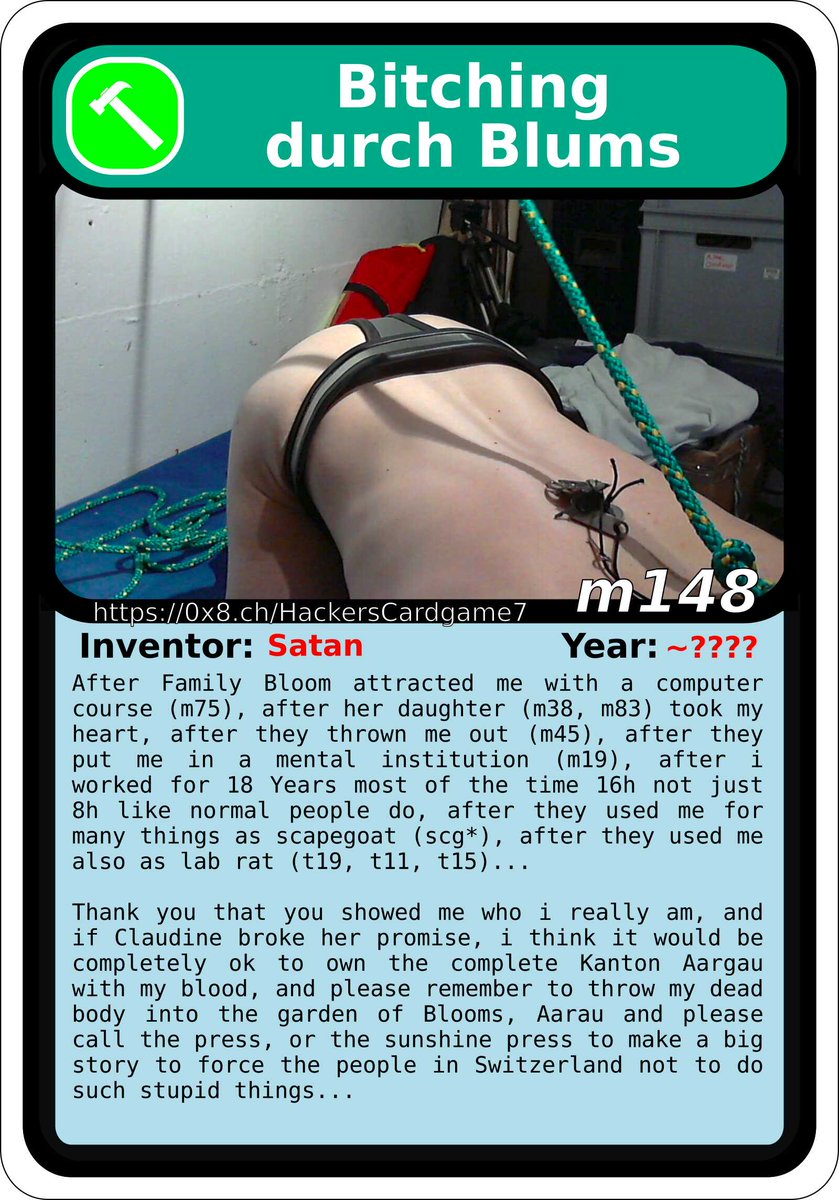 Bitching
durch Blums
m148
https://0x8.ch/HackersCardgame7
Inventor: Satan Year: ~????
After Family Bloom attracted me with a computer
course (m75), after her daughter (m38, m83) took my
heart, after they thrown me out (m45), after they
put me in a mental institution (m19), after i
worked for 18 Years most of the time 16h not just
8h like normal people do, after they used me for
many things as scapegoat (scg*), after they used me
also as lab rat (t19, t11, t15)...
Thank you that you showed me who i really am, and
if Claudine broke her promise, i think it would be
completely ok to own the complete Kanton Aargau
with my blood, and please remember to throw my dead
body into the garden of Blooms, Aarau and please
call the press, or the sunshine press to make a big
story to force the people in Switzerland not to do
such stupid things...